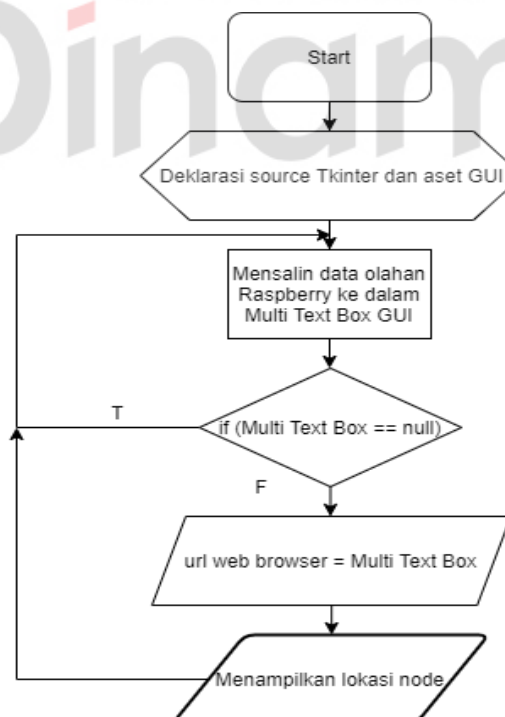 Dinam
Start
Deklarasi source Tkinter dan aset GUI
Mensalin data olahan
Raspberry ke dalam
Multi Text Box GUI
if (Multi Text Box == null)
T
F
url web browser = Multi Text Box
Menampilkan lokasi node